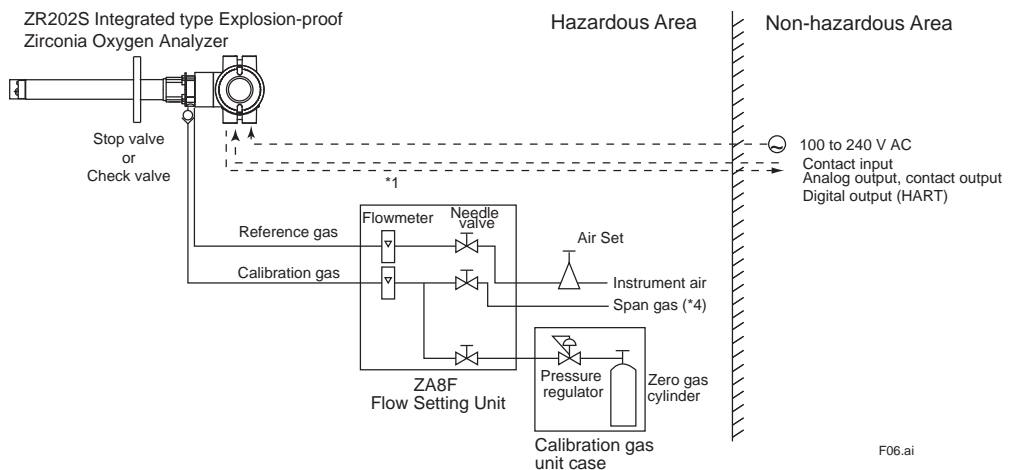 ZR202S Integrated type Explosion-proof
Zirconia Oxygen Analyzer
Hazardous Area
Non-hazardous Area
Stop valve
or
Check valve
100 to 240 V AC
Contact input
Analog output, contact output
Digital output (HART)
*1
Flowmeter
Needle
valve
Reference gas
Air Set
Calibration gas
Instrument air
Span gas (*4)
ZA8F
Flow Setting Unit
Pressure
regulator
Zero gas
cylinder
Calibration gas
unit case
F06.ai